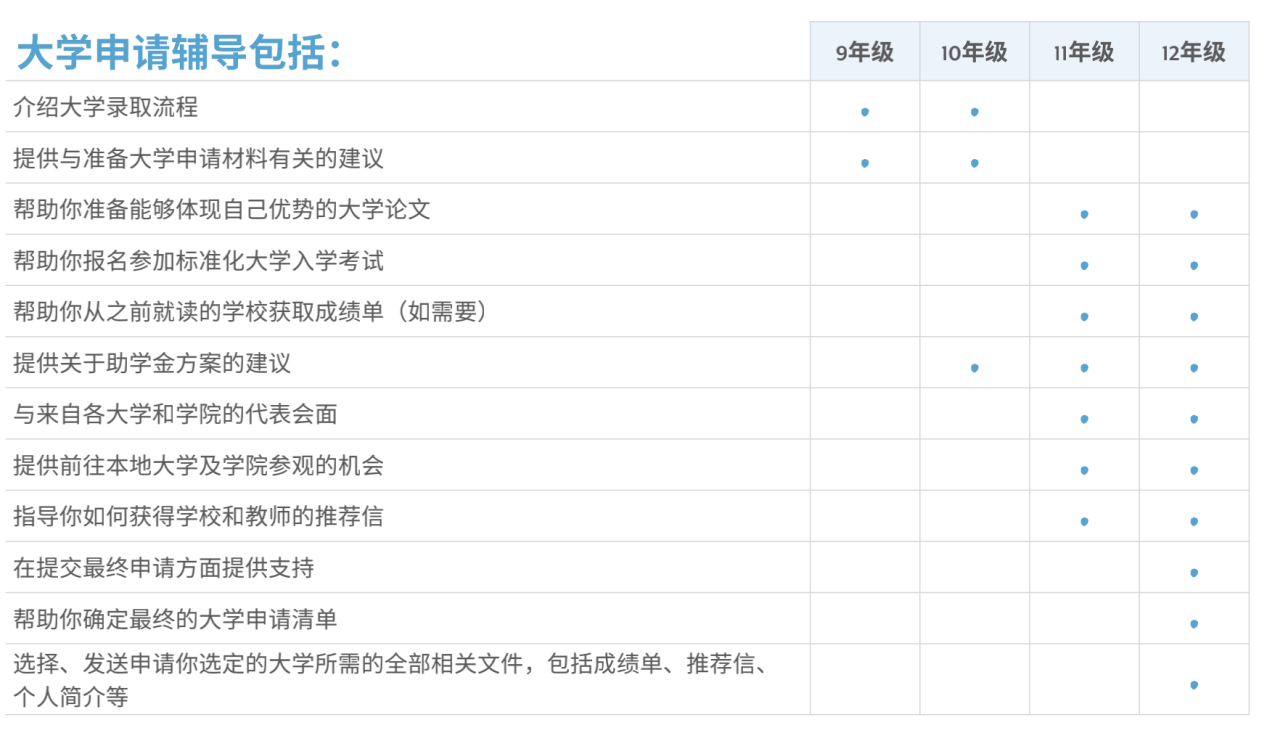 大学申请辅导包括：
9年级 10年级 11年级 12年级
介绍大学录取流程
提供与准备大学申请材料有关的建议
帮助你准备能够体现自己优势的大学论文
帮助你报名参加标准化大学入学考试
帮助你从之前就读的学校获取成绩单（如需要）
提供关于助学金方案的建议
与来自各大学和学院的代表会面
提供前往本地大学及学院参观的机会
指导你如何获得学校和教师的推荐信
在提交最终申请方面提供支持
帮助你确定最终的大学申请清单
选择、发送申请你选定的大学所需的全部相关文件，包括成绩单、推荐信、
个人简介等